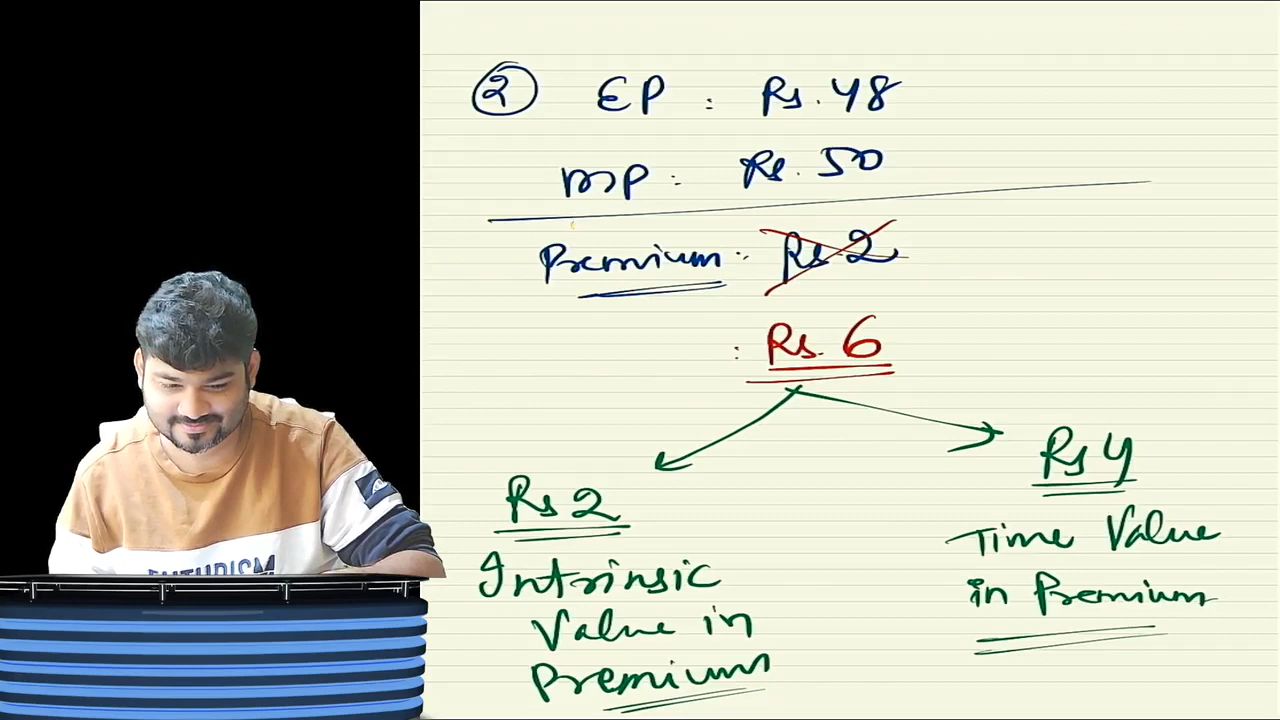 2 EP : Rs. 48
MP : Rs. 50
Premium : Rs 2
: Rs. 6
Rs 2
Intrinsic
Value in
Premium
Rs 4
Time Value
in Premium
FUTURISM